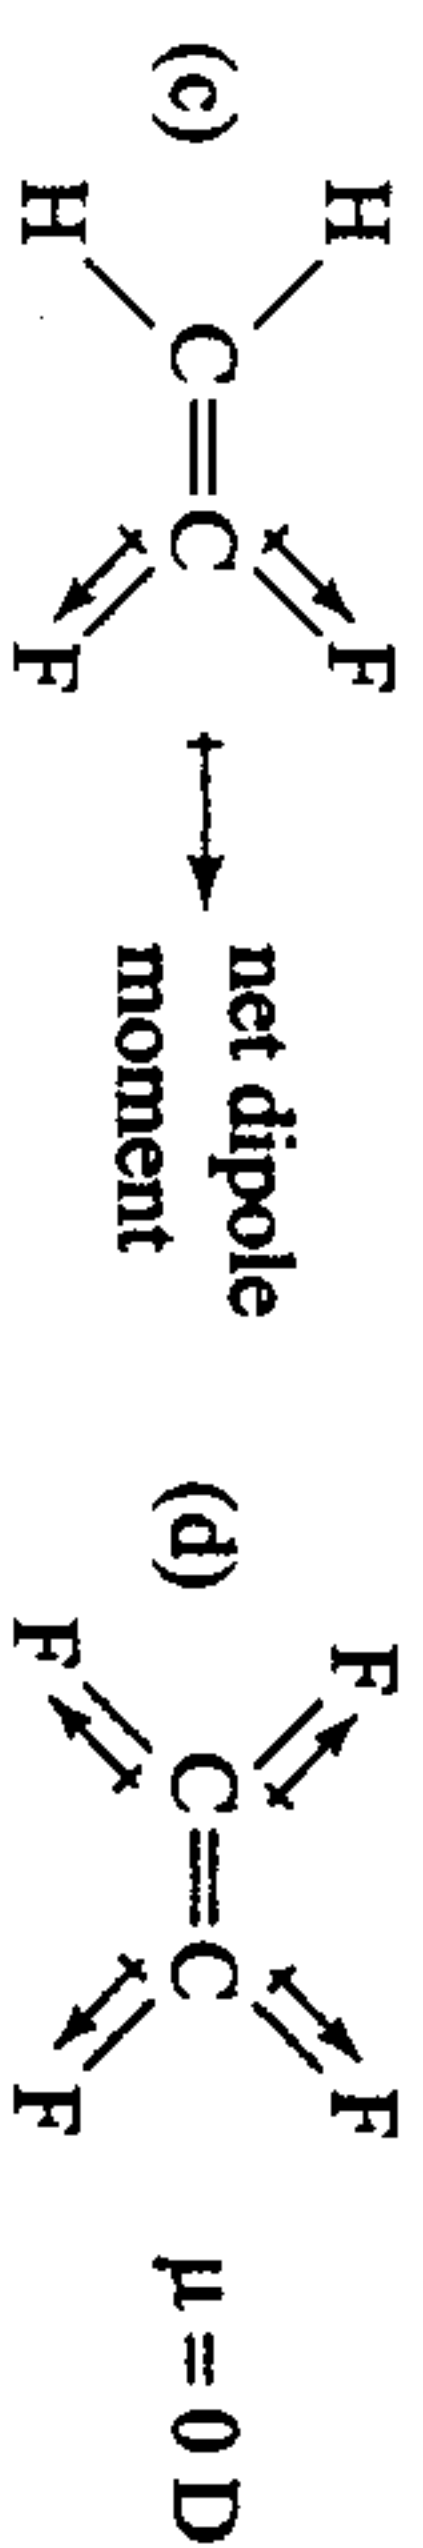 (c)
H F
C=C
H F
net dipole
moment
(d)
F F
C=C
F F
μ = 0 D